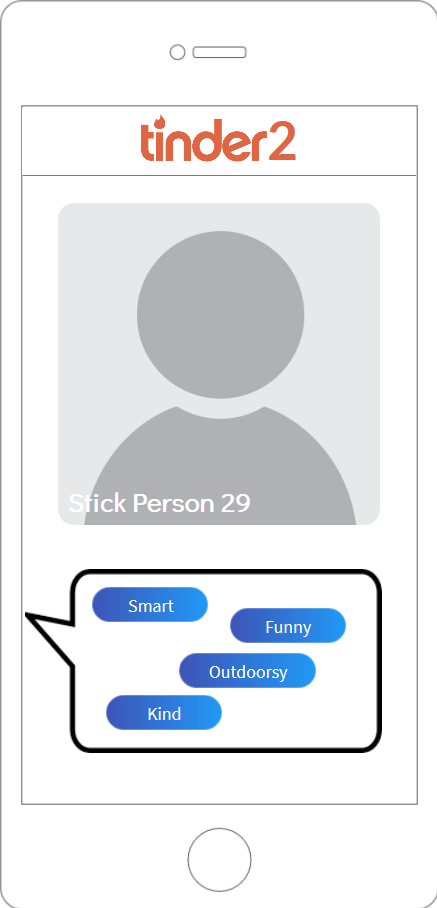 tinder2
Stick Person 29
Smart
Funny
Outdoorsy
Kind